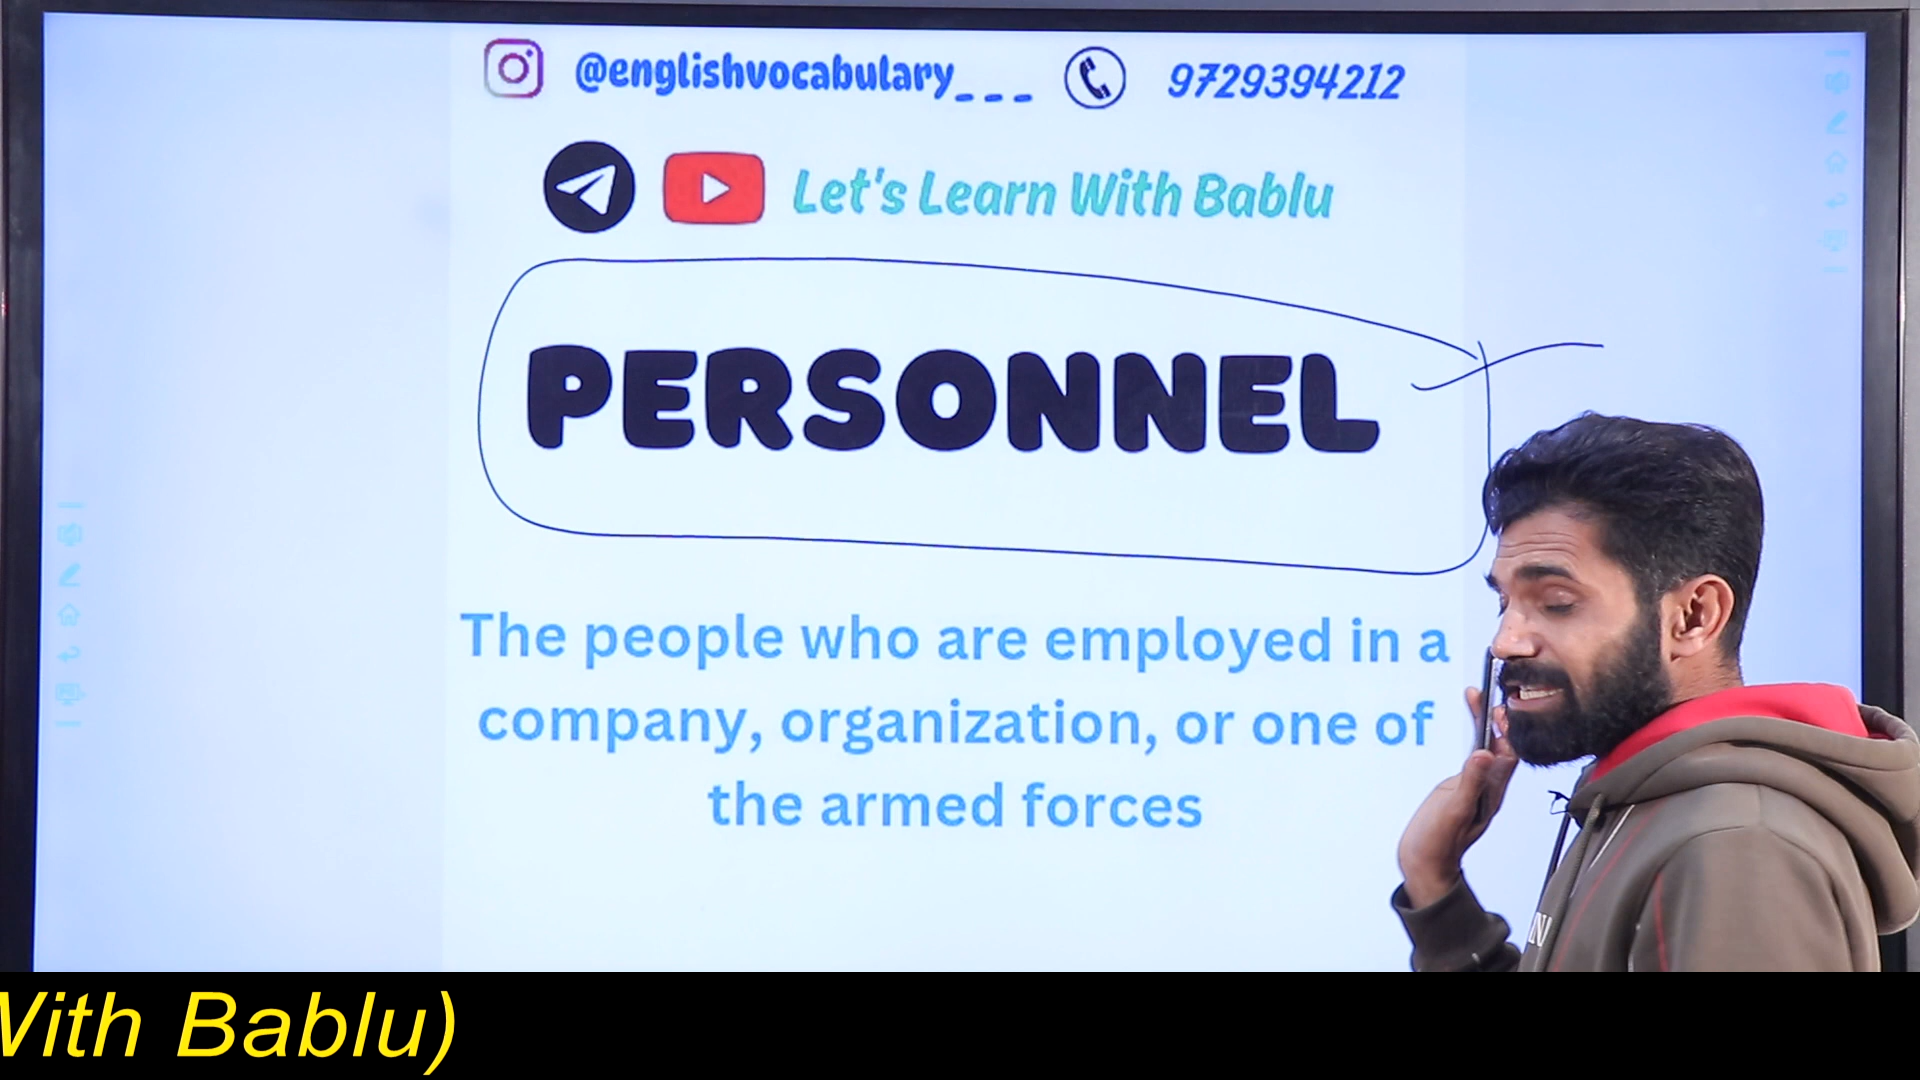 @englishvocabulary___ 9729394212
Let's Learn With Bablu
PERSONNEL
The people who are employed in a
company, organization, or one of
the armed forces
With Bablu)